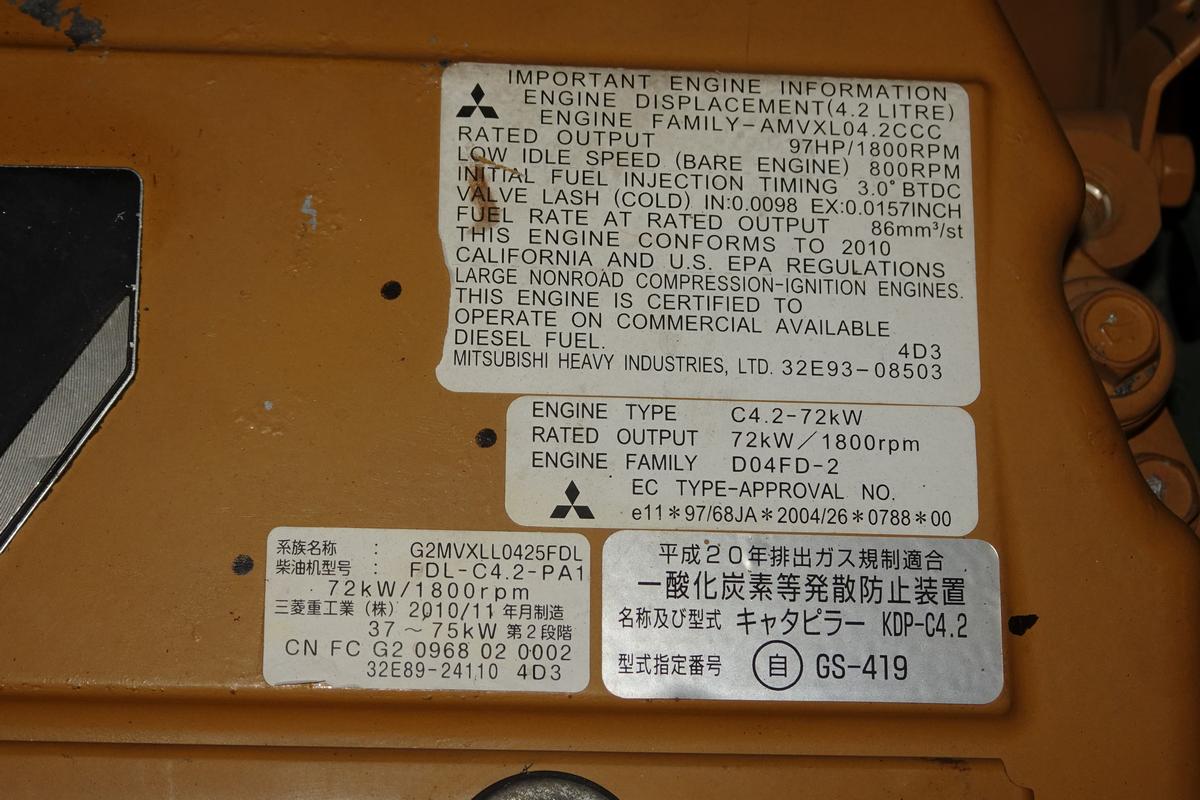 IMPORTANT ENGINE INFORMATION
ENGINE DISPLACEMENT(4.2 LITRE)
ENGINE FAMILY-AMVXL04.2CCC
RATED OUTPUT 97HP/1800RPM
LOW IDLE SPEED (BARE ENGINE) 800RPM
INITIAL FUEL INJECTION TIMING 3.0° BTDC
VALVE LASH (COLD) IN:0.0098 EX:0.0157INCH
FUEL RATE AT RATED OUTPUT 86mm³/st
THIS ENGINE CONFORMS TO 2010
CALIFORNIA AND U.S. EPA REGULATIONS
LARGE NONROAD COMPRESSION-IGNITION ENGINES.
THIS ENGINE IS CERTIFIED TO
OPERATE ON COMMERCIAL AVAILABLE
DIESEL FUEL. 4D3
MITSUBISHI HEAVY INDUSTRIES, LTD. 32E93-08503
ENGINE TYPE C4.2-72kW
RATED OUTPUT 72kW／1800rpm
ENGINE FAMILY D04FD-2
EC TYPE-APPROVAL NO.
e11＊97/68JA＊2004/26＊0788＊00
系族名称 : G2MVXLL0425FDL
柴油机型号 : FDL-C4.2-PA1
72kW/1800rpm
三菱重工業 (株) 2010/11 年月制造
37 ～ 75kW 第2段階
CN FC G2 0968 02 0002
32E89-24110 4D3
平成２０年排出ガス規制適合
一酸化炭素等発散防止装置
名称及び型式 キャタピラー KDP-C4.2
型式指定番号 自 GS-419